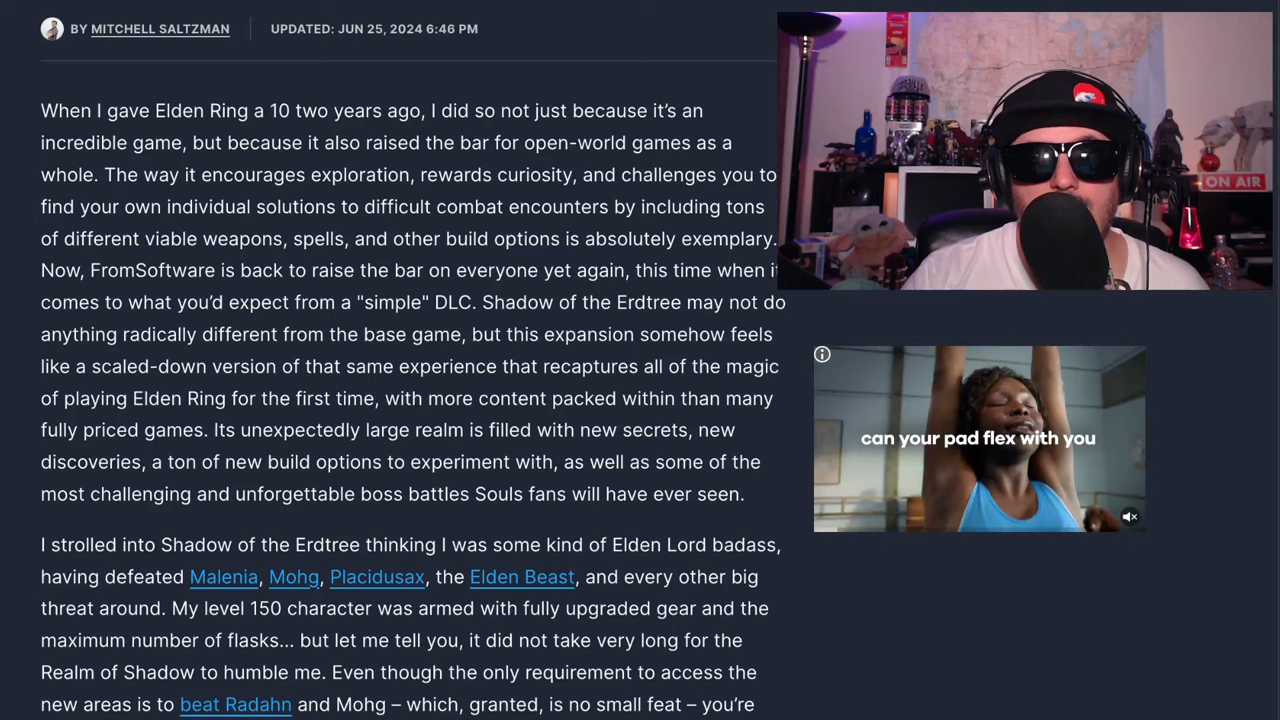 BY MITCHELL SALTZMAN
UPDATED: JUN 25, 2024 6:46 PM
When I gave Elden Ring a 10 two years ago, I did so not just because it’s an
incredible game, but because it also raised the bar for open-world games as a
whole. The way it encourages exploration, rewards curiosity, and challenges you to
find your own individual solutions to difficult combat encounters by including tons
of different viable weapons, spells, and other build options is absolutely exemplary.
Now, FromSoftware is back to raise the bar on everyone yet again, this time when it
comes to what you’d expect from a "simple" DLC. Shadow of the Erdtree may not do
anything radically different from the base game, but this expansion somehow feels
like a scaled-down version of that same experience that recaptures all of the magic
of playing Elden Ring for the first time, with more content packed within than many
fully priced games. Its unexpectedly large realm is filled with new secrets, new
discoveries, a ton of new build options to experiment with, as well as some of the
most challenging and unforgettable boss battles Souls fans will have ever seen.
I strolled into Shadow of the Erdtree thinking I was some kind of Elden Lord badass,
having defeated Malenia, Mohg, Placidusax, the Elden Beast, and every other big
threat around. My level 150 character was armed with fully upgraded gear and the
maximum number of flasks... but let me tell you, it did not take very long for the
Realm of Shadow to humble me. Even though the only requirement to access the
new areas is to beat Radahn and Mohg – which, granted, is no small feat – you’re
ON AIR
can your pad flex with you